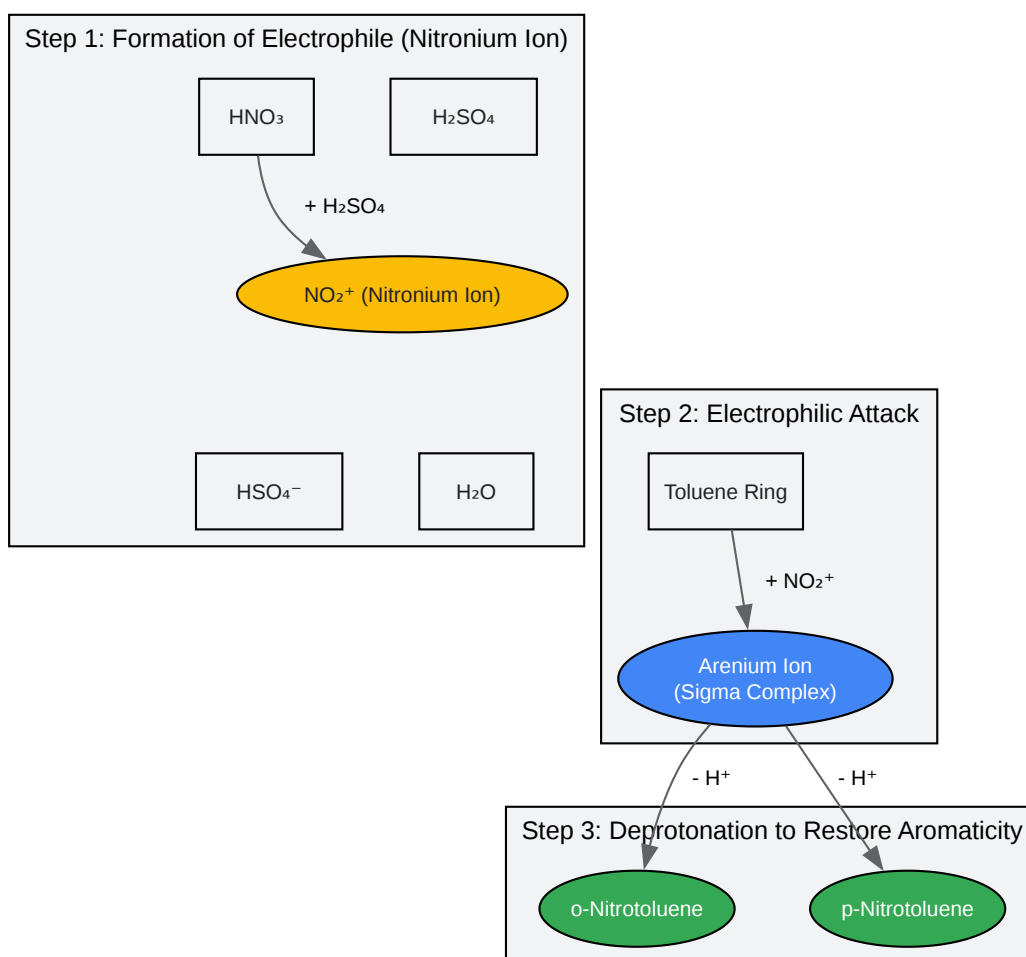 Step 1: Formation of Electrophile (Nitronium Ion)
HNO₃
H₂SO₄
+ H₂SO₄
NO₂⁺ (Nitronium Ion)
HSO₄⁻
H₂O
Step 2: Electrophilic Attack
Toluene Ring
+ NO₂⁺
Arenium Ion
(Sigma Complex)
- H⁺
- H⁺
Step 3: Deprotonation to Restore Aromaticity
o-Nitrotoluene
p-Nitrotoluene